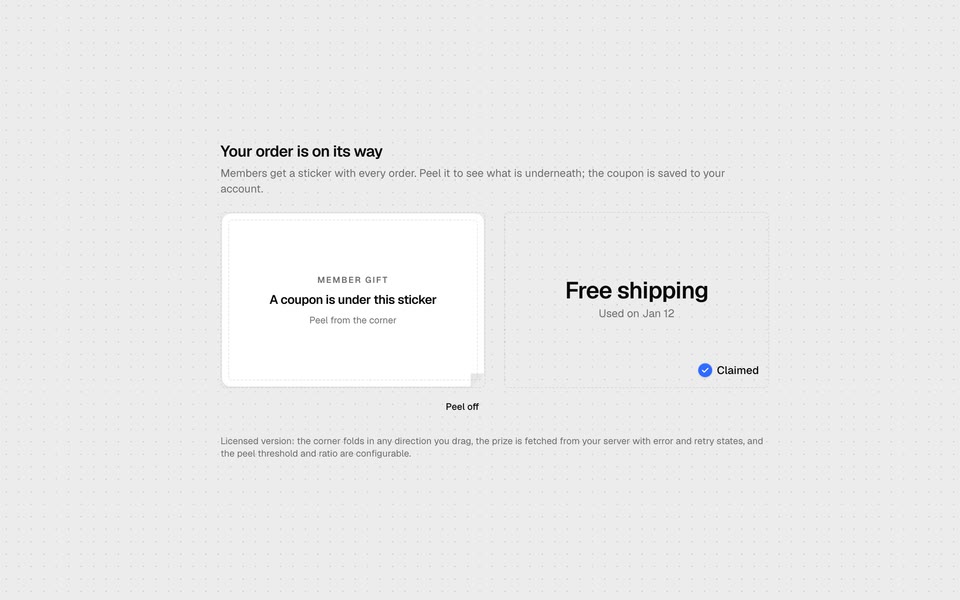 Your order is on its way
Members get a sticker with every order. Peel it to see what is underneath; the coupon is saved to your
account.
MEMBER GIFT
A coupon is under this sticker
Peel from the corner
Free shipping
Used on Jan 12
Claimed
Peel off
Licensed version: the corner folds in any direction you drag, the prize is fetched from your server with error and retry states, and
the peel threshold and ratio are configurable.